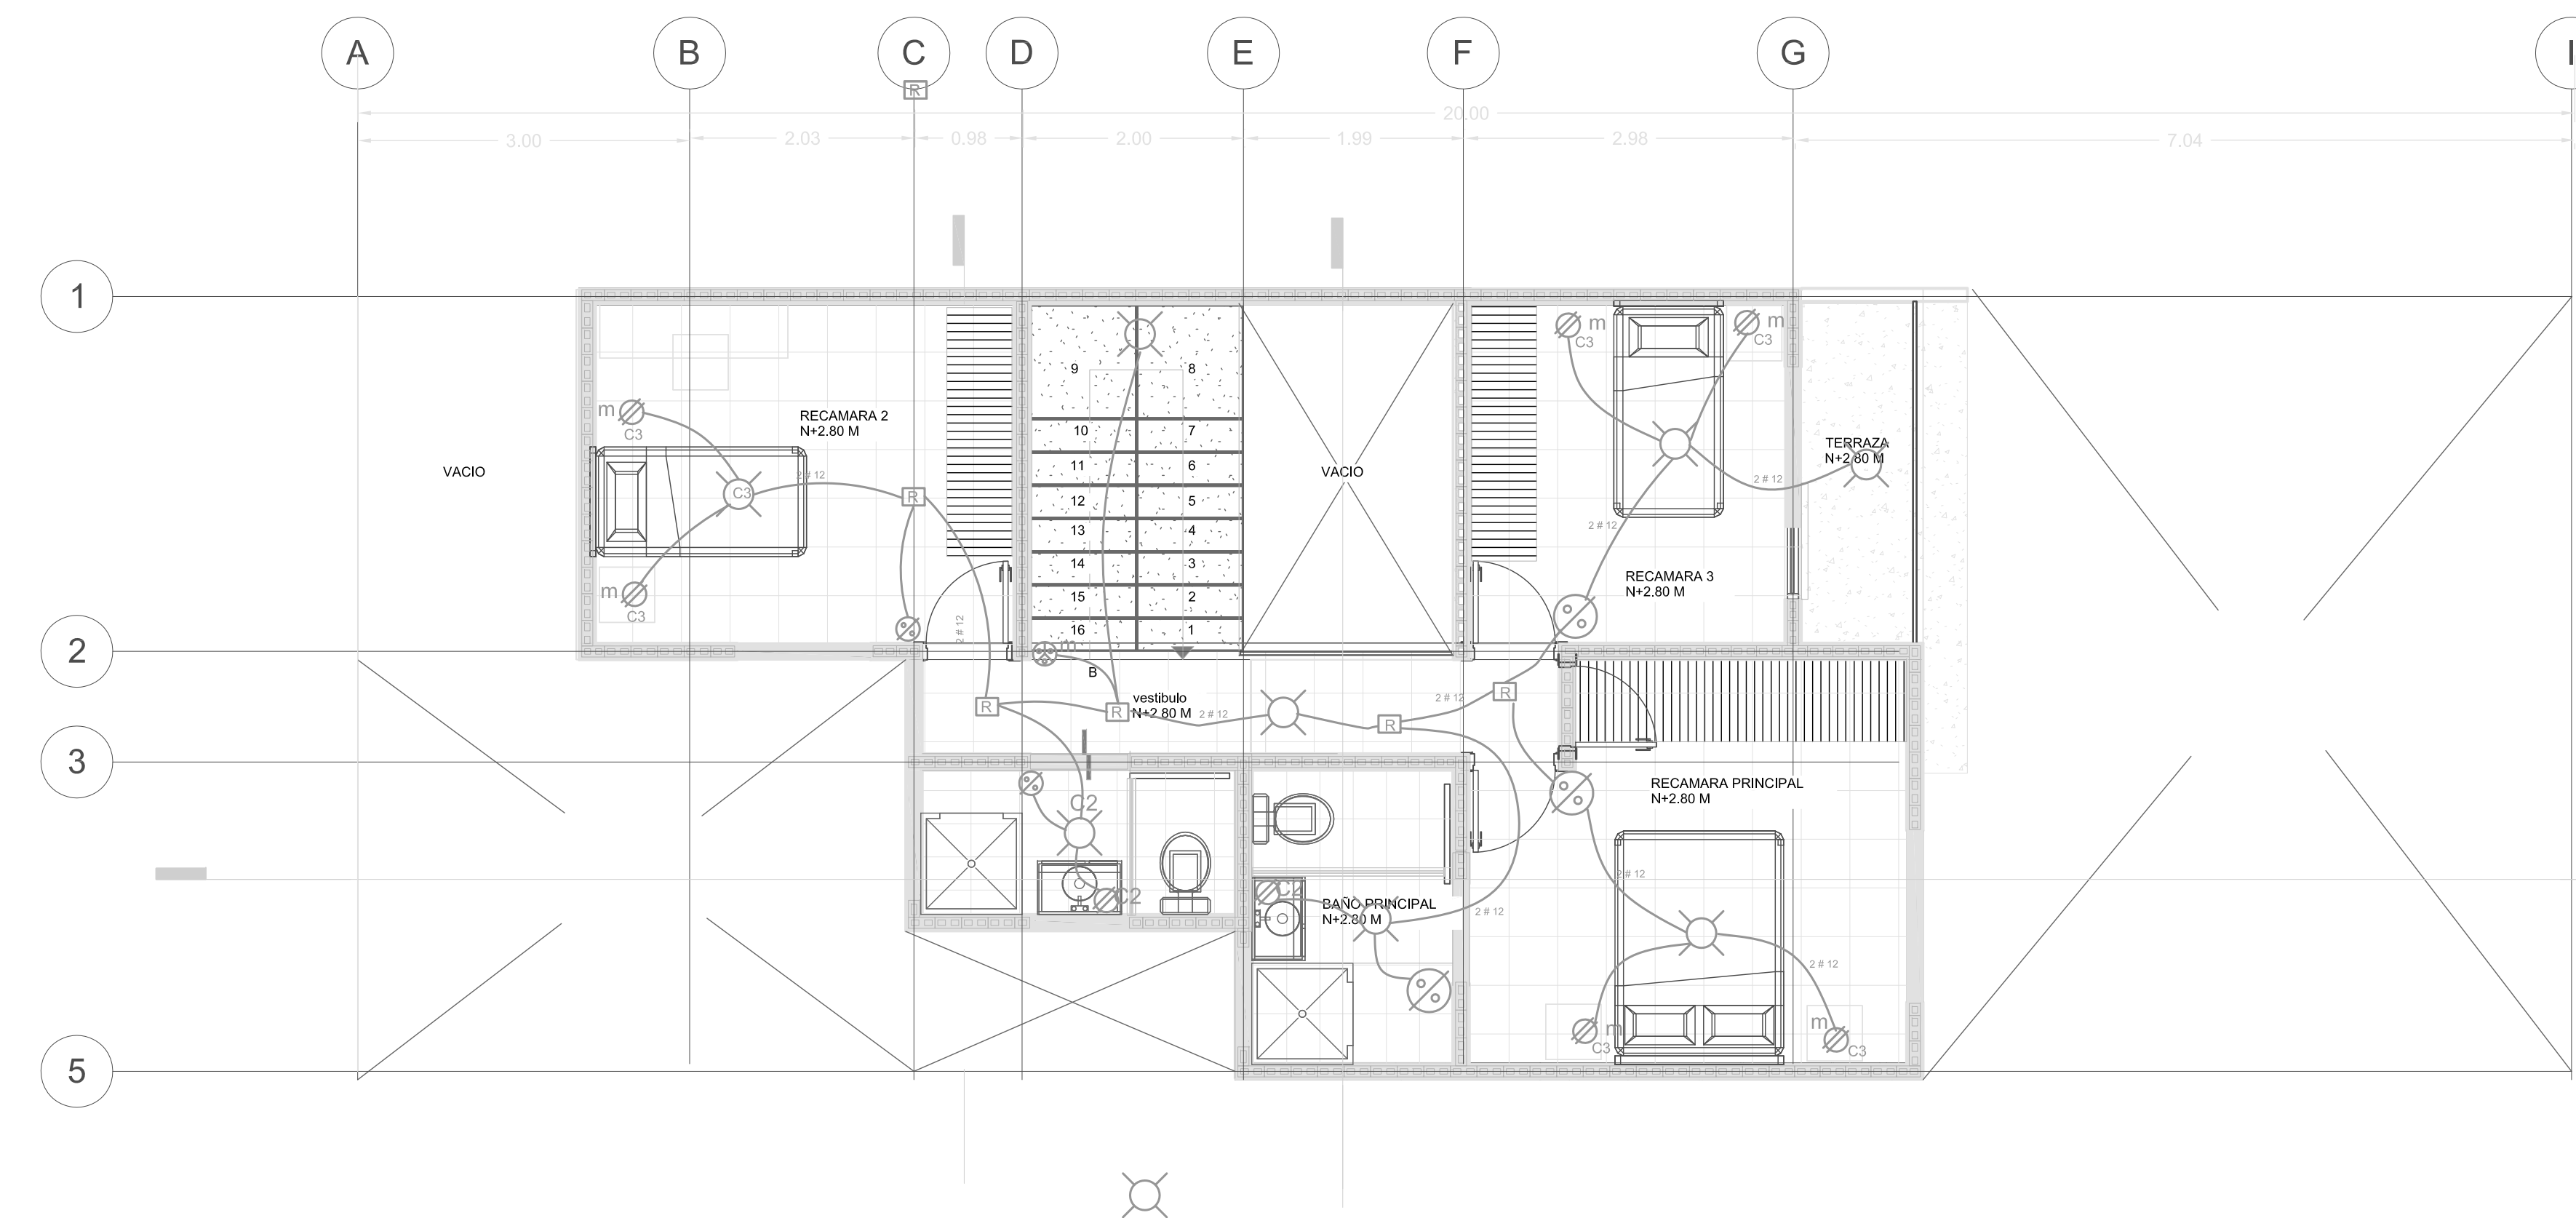 A B C D E F G I
R
20.00
3.00 2.03 0.98 2.00 1.99 2.98 7.04
1
9 8
m C3
m C3
m
C3
RECAMARA 2
N+2.80 M
10 7
TERRAZA
N+2.80 M
VACIO
11 6
VACIO
2 # 12
2 # 12
C3
R
12 5
2 # 12
13 4
14 3
RECAMARA 3
N+2.80 M
m
C3
15 2
2 # 12
16 1
2
m
B
R
R
vestibulo
N+2.80 M
2 # 12
R
2 # 12
R
3
C2
RECAMARA PRINCIPAL
N+2.80 M
2 # 12
C2
C2
BAÑO PRINCIPAL
N+2.80 M
2 # 12
2 # 12
m
C3
m
C3
5